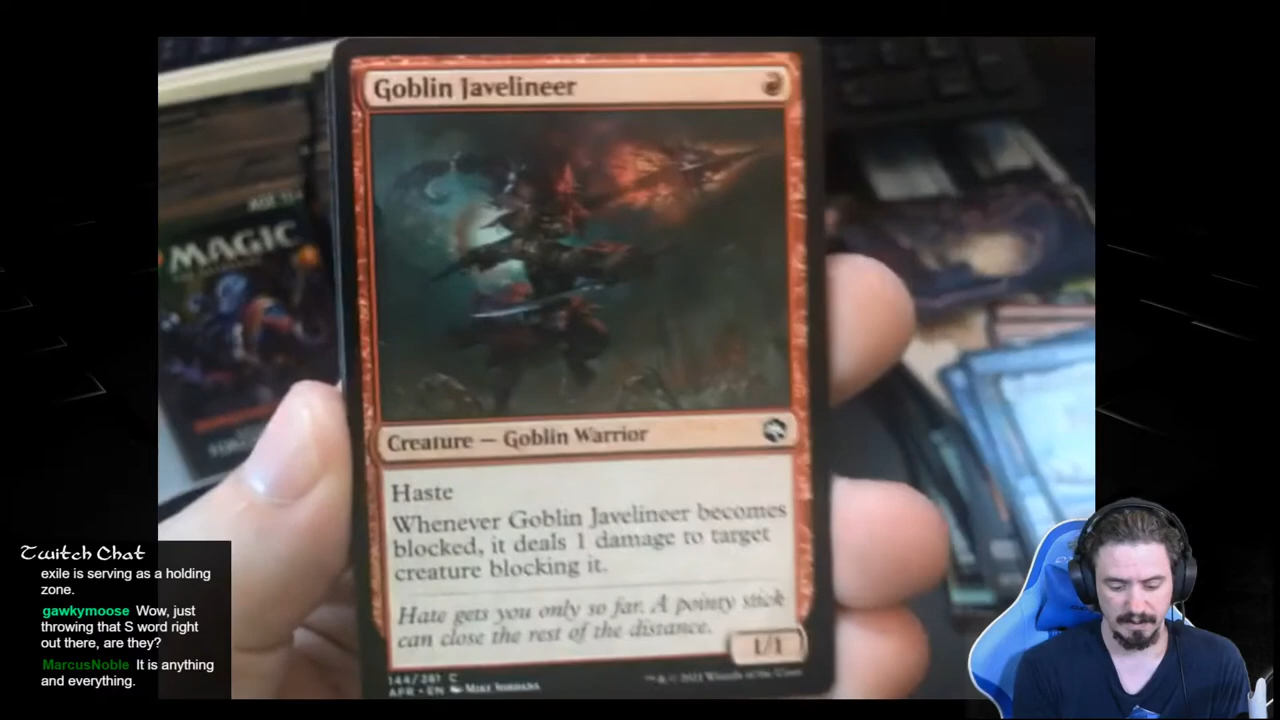 Goblin Javelineer
MAGIC
Creature — Goblin Warrior
Haste
Whenever Goblin Javelineer becomes
blocked, it deals 1 damage to target
creature blocking it.
Hate gets you only so far. A pointy stick
can close the rest of the distance.
1/1
144/281 C
AFR • EN
Twitch Chat
exile is serving as a holding
zone.
gawkymoose Wow, just
throwing that S word right
out there, are they?
MarcusNoble It is anything
and everything.